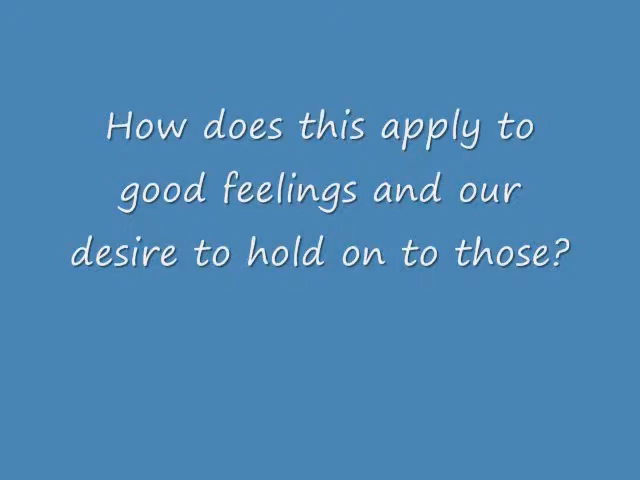 How does this apply to
good feelings and our
desire to hold on to those?